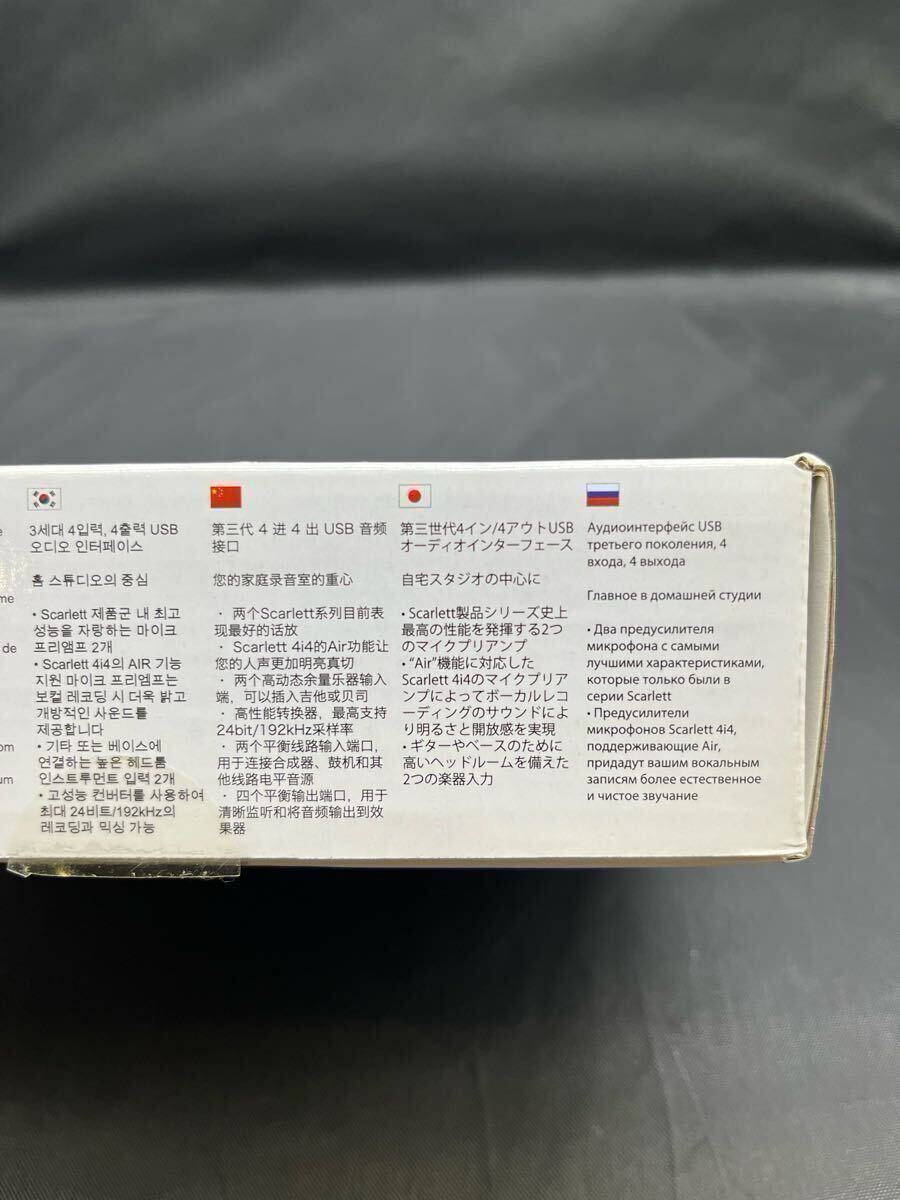 e
me
de
om
um
3세대 4입력, 4출력 USB
오디오 인터페이스
홈 스튜디오의 중심
• Scarlett 제품군 내 최고
성능을 자랑하는 마이크
프리앰프 2개
• Scarlett 4i4의 AIR 기능
지원 마이크 프리엠프는
보컬 레코딩 시 더욱 밝고
개방적인 사운드를
제공합니다
• 기타 또는 베이스에
연결하는 높은 헤드룸
인스트루먼트 입력 2개
• 고성능 컨버터를 사용하여
최대 24비트/192kHz의
레코딩과 믹싱 가능
第三代 4 进 4 出 USB 音频
接口
您的家庭录音室的重心
• 两个Scarlett系列目前表
现最好的话放
• Scarlett 4i4的Air功能让
您的人声更加明亮真切
• 两个高动态余量乐器输入
端，可以插入吉他或贝司
• 高性能转换器，最高支持
24bit/192kHz采样率
• 两个平衡线路输入端口，
用于连接合成器、鼓机和其
他线路电平音源
• 四个平衡输出端口，用于
清晰监听和将音频输出到效
果器
第三世代4イン/4アウトUSB
オーディオインターフェース
自宅スタジオの中心に
• Scarlett製品シリーズ史上
最高の性能を発揮する2つ
のマイクプリアンプ
• “Air”機能に対応した
Scarlett 4i4のマイクプリア
ンプによってボーカルレコ
ーディングのサウンドによ
り明るさと開放感を実現
• ギターやベースのために
高いヘッドルームを備えた
2つの楽器入力
Аудиоинтерфейс USB
третьего поколения, 4
входа, 4 выхода
Главное в домашней студии
• Два предусилителя
микрофона с самыми
лучшими характеристиками,
которые только были в
серии Scarlett
• Предусилители
микрофонов Scarlett 4i4,
поддерживающие Air,
придадут вашим вокальным
записям более естественное
и чистое звучание